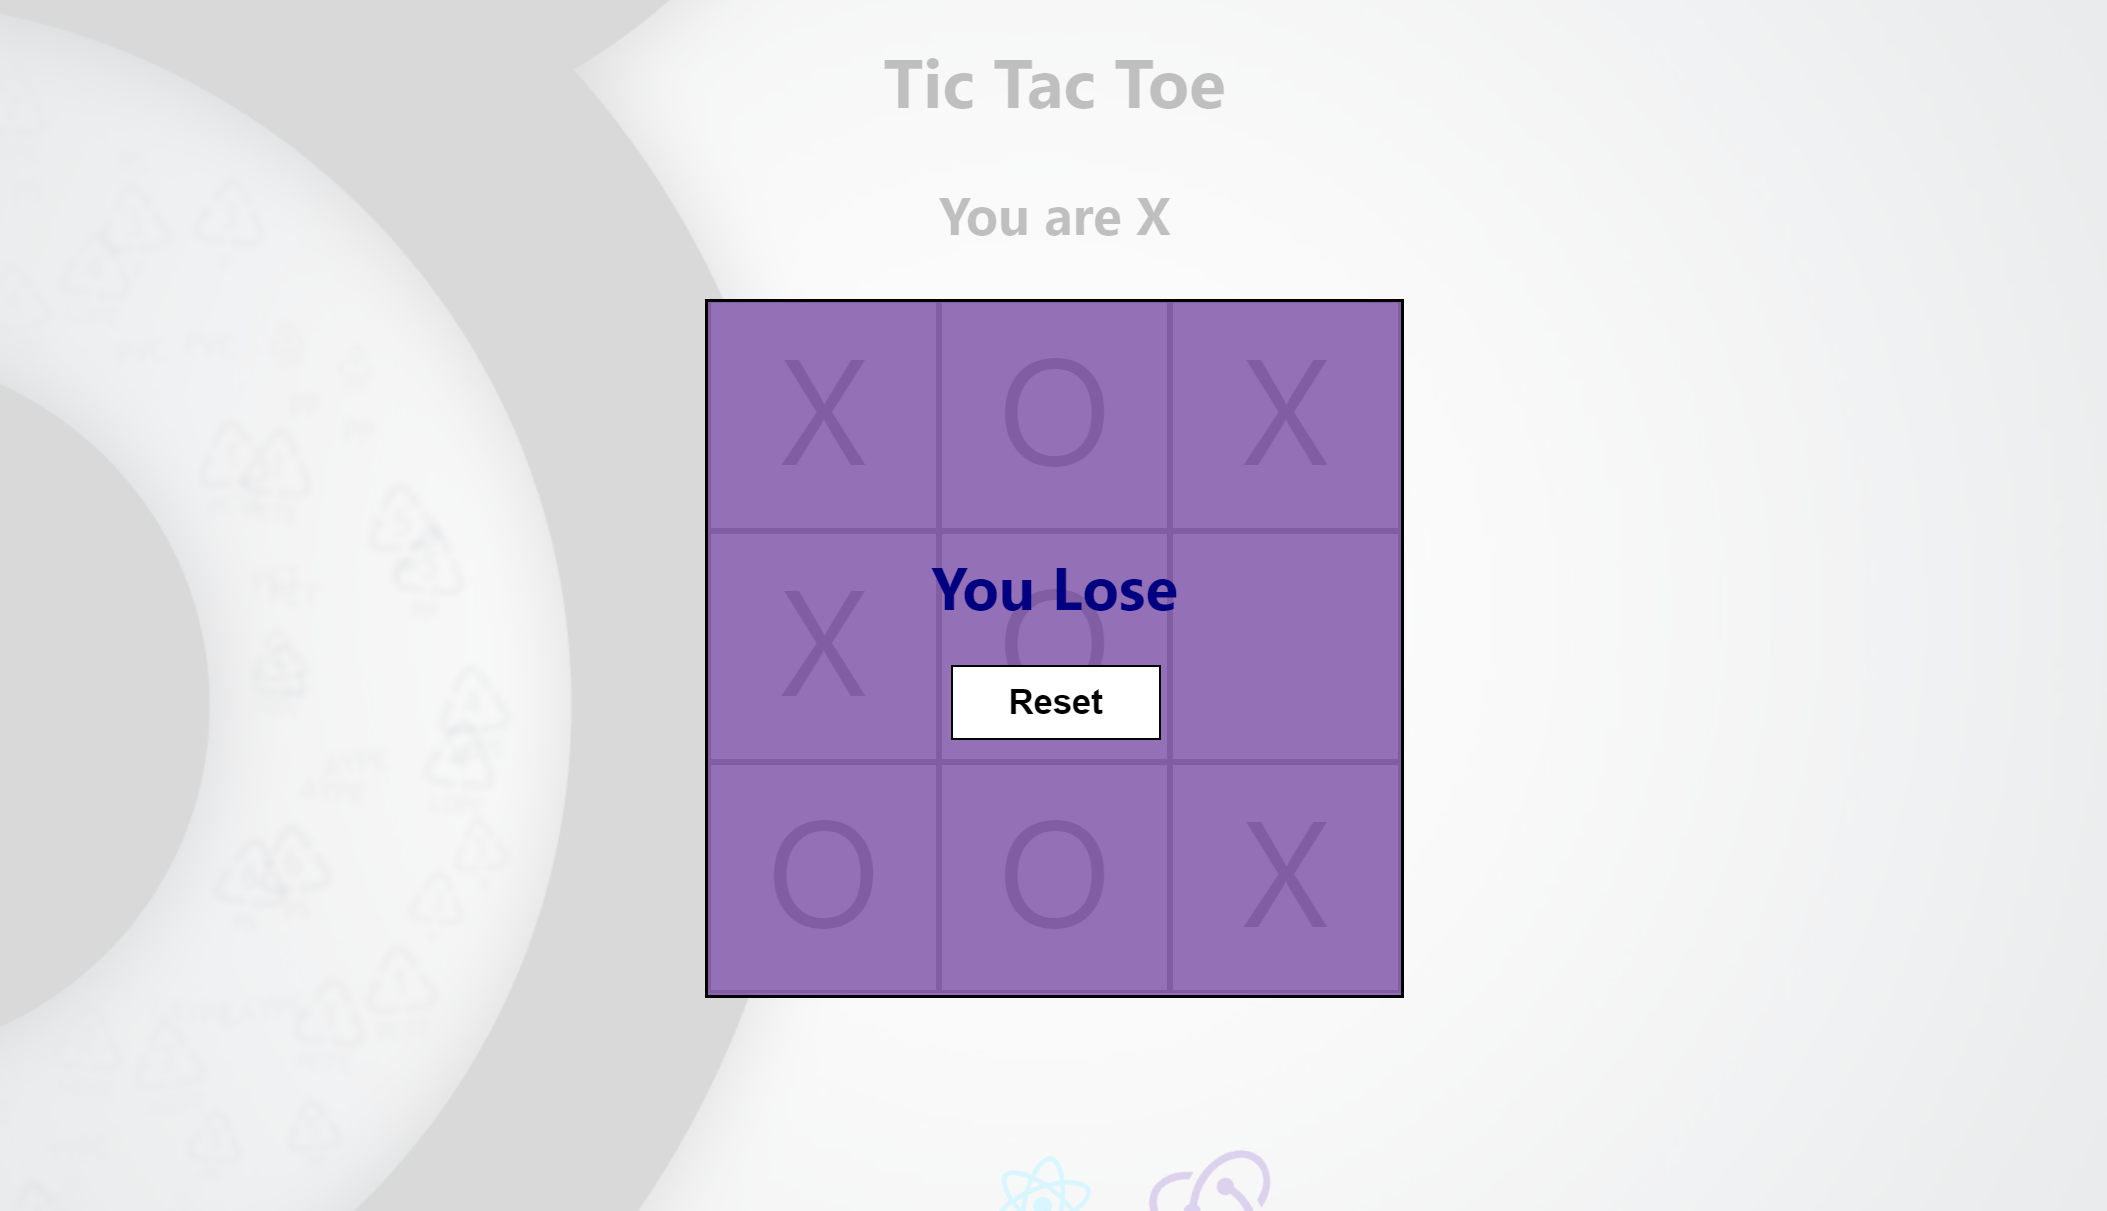 Tic Tac Toe
You are X
X O X
You Lose
X O
Reset
O O X